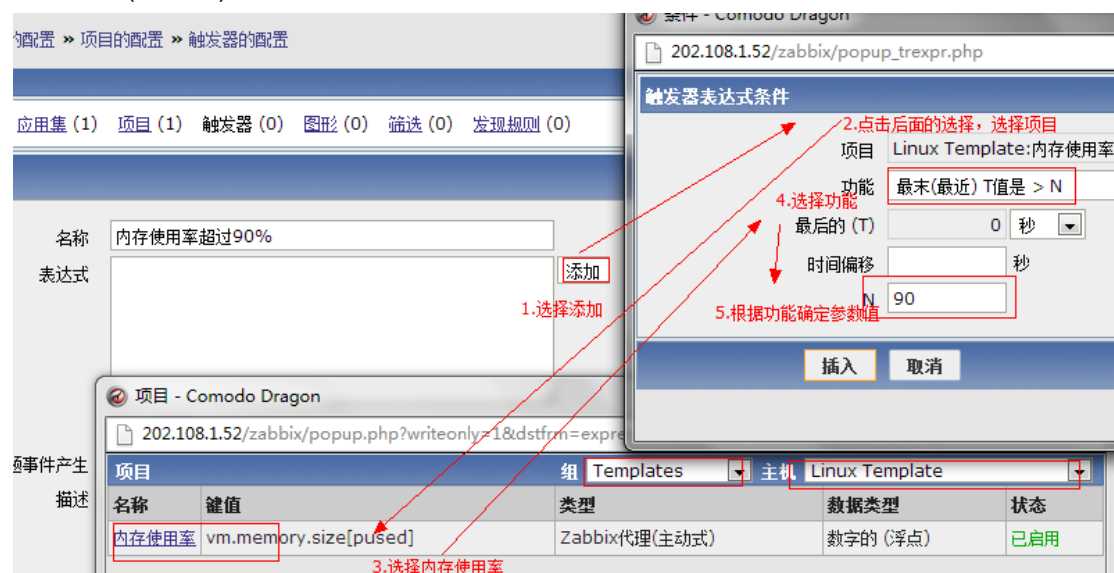 的配置 » 项目的配置 » 触发器的配置
应用集 (1) 项目 (1) 触发器 (0) 图形 (0) 筛选 (0) 发现规则 (0)
名称 内存使用率超过90%
表达式
添加
1.选择添加
条件 - Comodo Dragon
202.108.1.52/zabbix/popup_trexpr.php
触发器表达式条件
2.点击后面的选择，选择项目
项目 Linux Template:内存使用率
功能 最末(最近) T值是 > N
4.选择功能
最后的 (T) 0 秒
时间偏移 秒
N 90
5.根据功能确定参数值
插入 取消
项目 - Comodo Dragon
202.108.1.52/zabbix/popup.php?writeonly=1&dstfrm=expre
事件产生
描述
项目 组 Templates 主机 Linux Template
名称 键值 类型 数据类型 状态
内存使用率 vm.memory.size[pused] Zabbix代理(主动式) 数字的 (浮点) 已启用
3.选择内存使用率